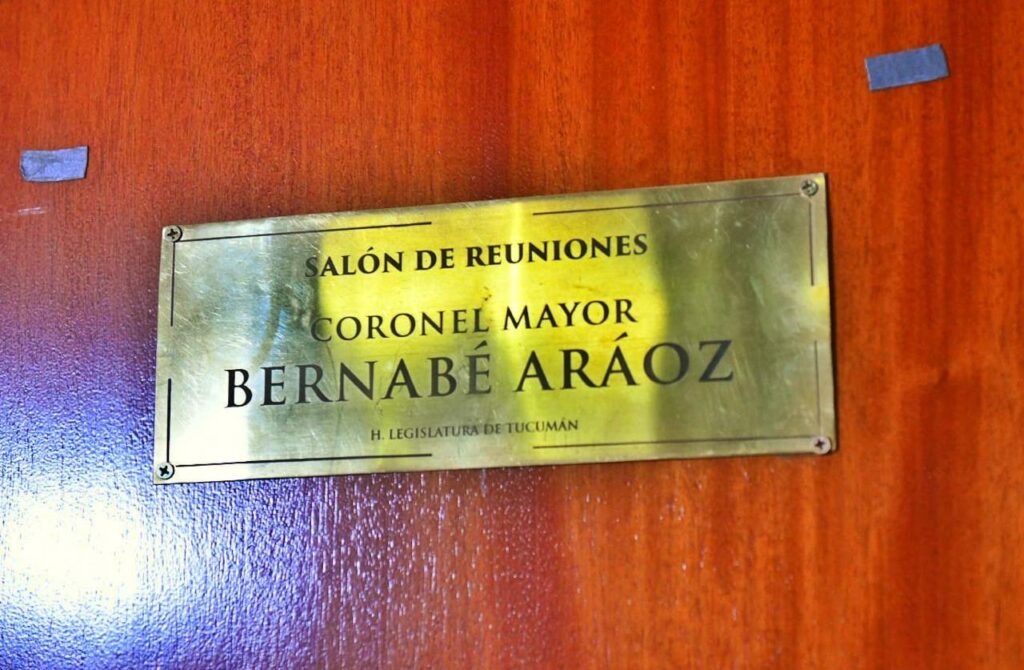 SALÓN DE REUNIONES
CORONEL MAYOR
BERNABÉ ARÁOZ
H. LEGISLATURA DE TUCUMÁN